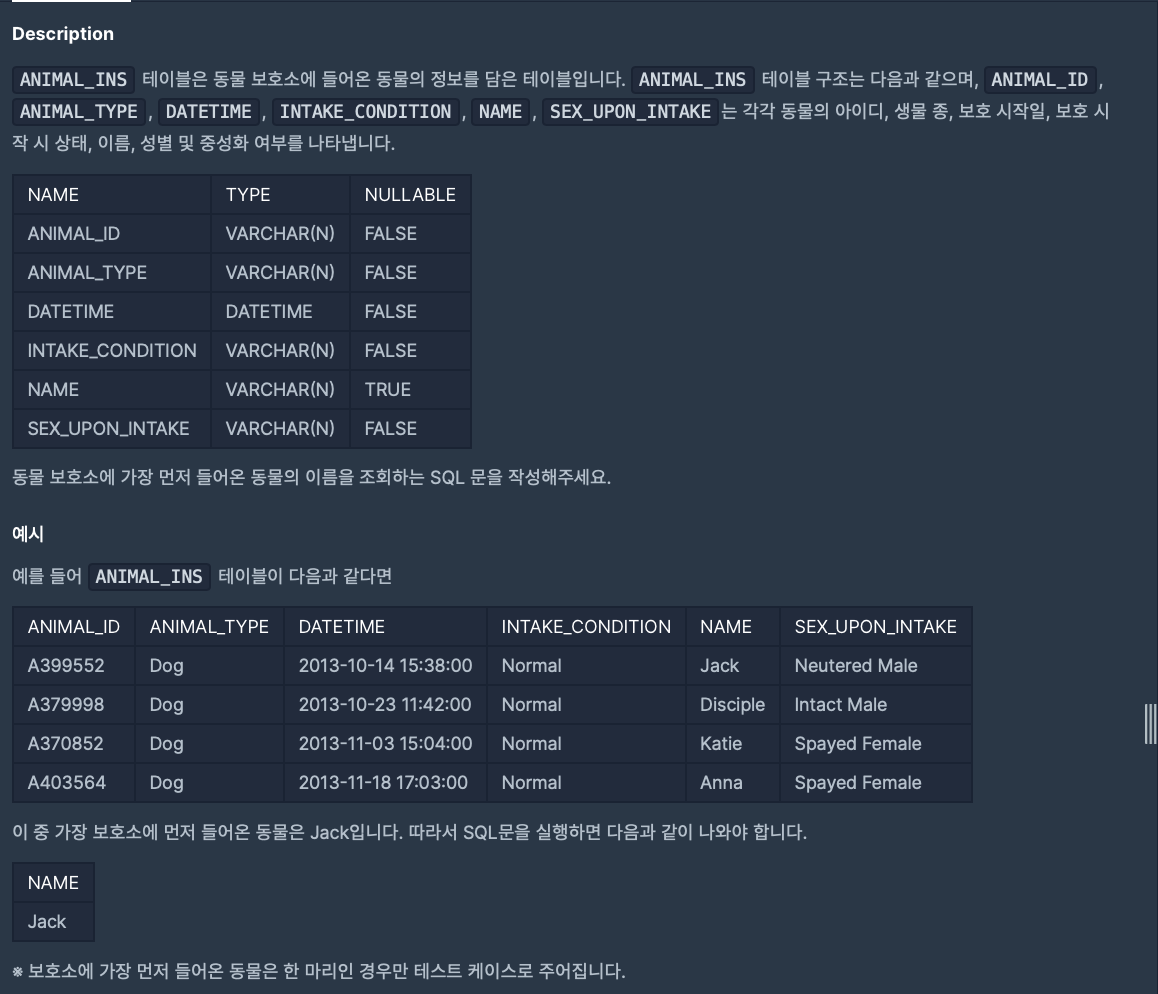 Description
ANIMAL_INS 테이블은 동물 보호소에 들어온 동물의 정보를 담은 테이블입니다. ANIMAL_INS 테이블 구조는 다음과 같으며, ANIMAL_ID,
ANIMAL_TYPE, DATETIME, INTAKE_CONDITION, NAME, SEX_UPON_INTAKE는 각각 동물의 아이디, 생물 종, 보호 시작일, 보호 시
작 시 상태, 이름, 성별 및 중성화 여부를 나타냅니다.
NAME TYPE NULLABLE
ANIMAL_ID VARCHAR(N) FALSE
ANIMAL_TYPE VARCHAR(N) FALSE
DATETIME DATETIME FALSE
INTAKE_CONDITION VARCHAR(N) FALSE
NAME VARCHAR(N) TRUE
SEX_UPON_INTAKE VARCHAR(N) FALSE
동물 보호소에 가장 먼저 들어온 동물의 이름을 조회하는 SQL 문을 작성해주세요.
예시
예를 들어 ANIMAL_INS 테이블이 다음과 같다면
ANIMAL_ID ANIMAL_TYPE DATETIME INTAKE_CONDITION NAME SEX_UPON_INTAKE
A399552 Dog 2013-10-14 15:38:00 Normal Jack Neutered Male
A379998 Dog 2013-10-23 11:42:00 Normal Disciple Intact Male
A370852 Dog 2013-11-03 15:04:00 Normal Katie Spayed Female
A403564 Dog 2013-11-18 17:03:00 Normal Anna Spayed Female
이 중 가장 보호소에 먼저 들어온 동물은 Jack입니다. 따라서 SQL문을 실행하면 다음과 같이 나와야 합니다.
NAME
Jack
※ 보호소에 가장 먼저 들어온 동물은 한 마리인 경우만 테스트 케이스로 주어집니다.